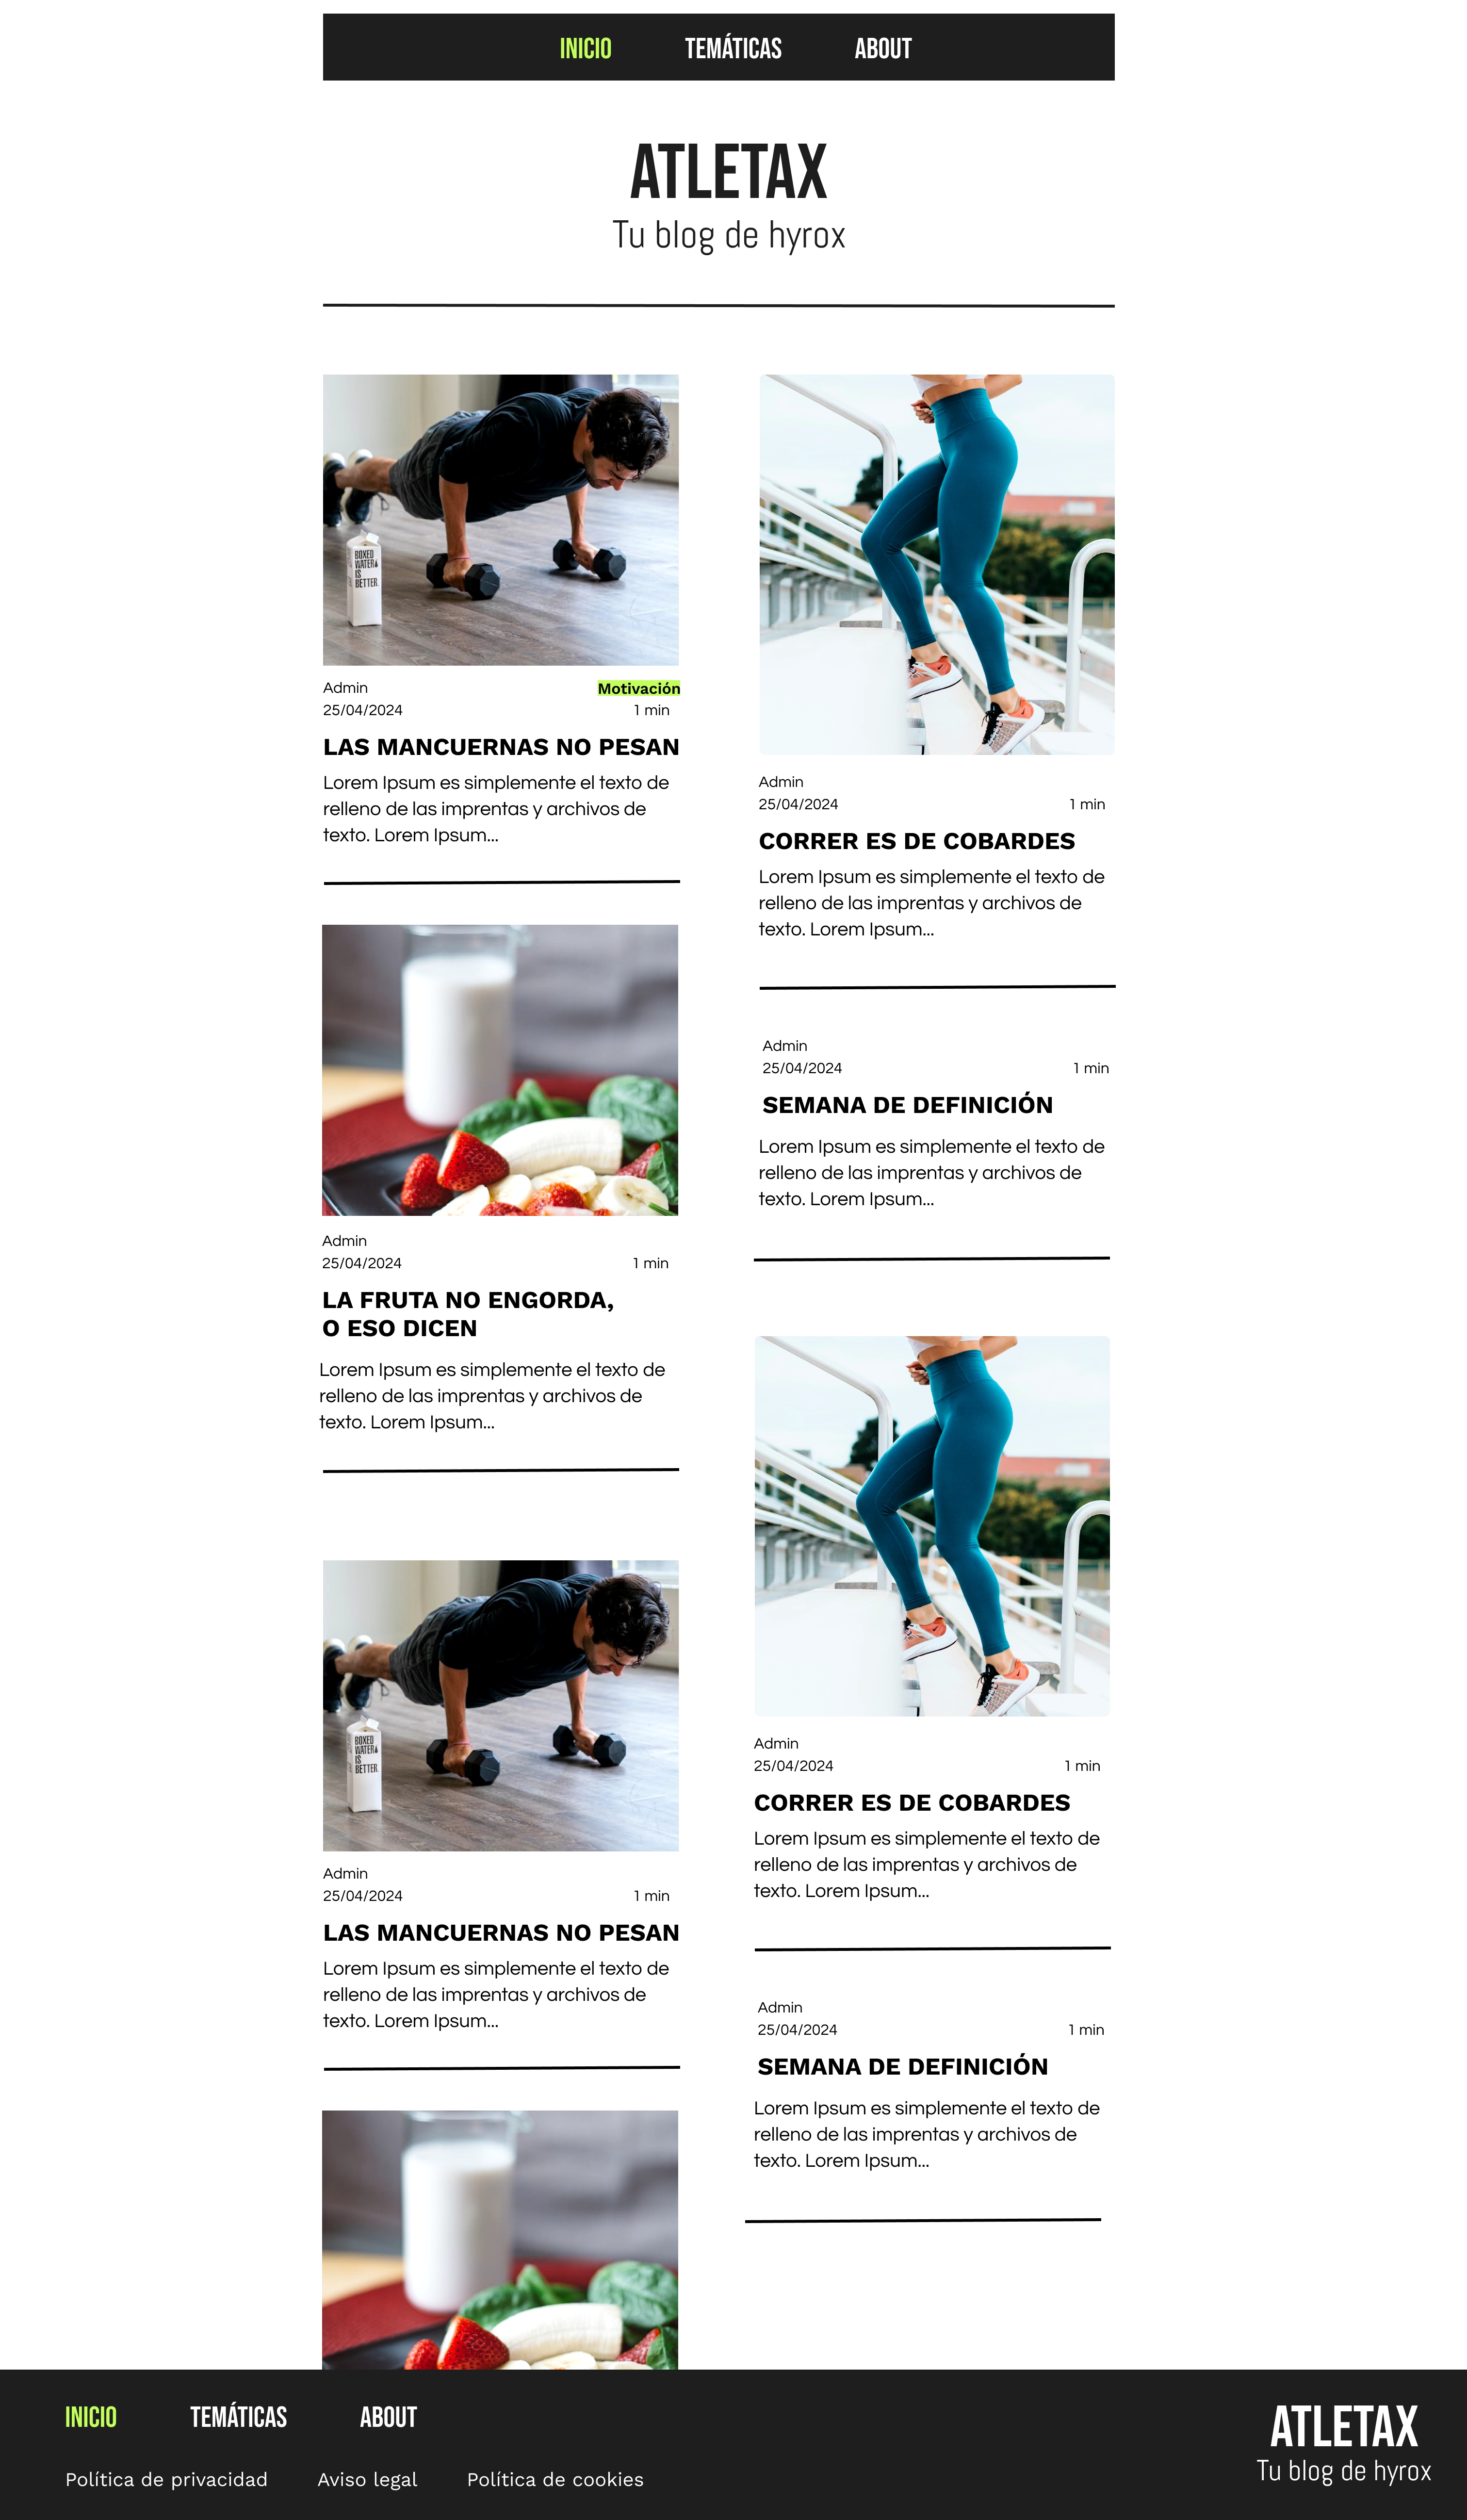 INICIO TEMÁTICAS ABOUT
ATLETAX
Tu blog de hyrox
BOXED
WATER
IS
BETTER.
Admin Motivación
25/04/2024 1 min
LAS MANCUERNAS NO PESAN
Lorem Ipsum es simplemente el texto de
relleno de las imprentas y archivos de
texto. Lorem Ipsum...
Admin
25/04/2024 1 min
LA FRUTA NO ENGORDA,
O ESO DICEN
Lorem Ipsum es simplemente el texto de
relleno de las imprentas y archivos de
texto. Lorem Ipsum...
BOXED
WATER
IS
BETTER.
Admin
25/04/2024 1 min
LAS MANCUERNAS NO PESAN
Lorem Ipsum es simplemente el texto de
relleno de las imprentas y archivos de
texto. Lorem Ipsum...
Admin
25/04/2024 1 min
CORRER ES DE COBARDES
Lorem Ipsum es simplemente el texto de
relleno de las imprentas y archivos de
texto. Lorem Ipsum...
Admin
25/04/2024 1 min
SEMANA DE DEFINICIÓN
Lorem Ipsum es simplemente el texto de
relleno de las imprentas y archivos de
texto. Lorem Ipsum...
Admin
25/04/2024 1 min
CORRER ES DE COBARDES
Lorem Ipsum es simplemente el texto de
relleno de las imprentas y archivos de
texto. Lorem Ipsum...
Admin
25/04/2024 1 min
SEMANA DE DEFINICIÓN
Lorem Ipsum es simplemente el texto de
relleno de las imprentas y archivos de
texto. Lorem Ipsum...
INICIO TEMÁTICAS ABOUT
Política de privacidad Aviso legal Política de cookies
ATLETAX
Tu blog de hyrox